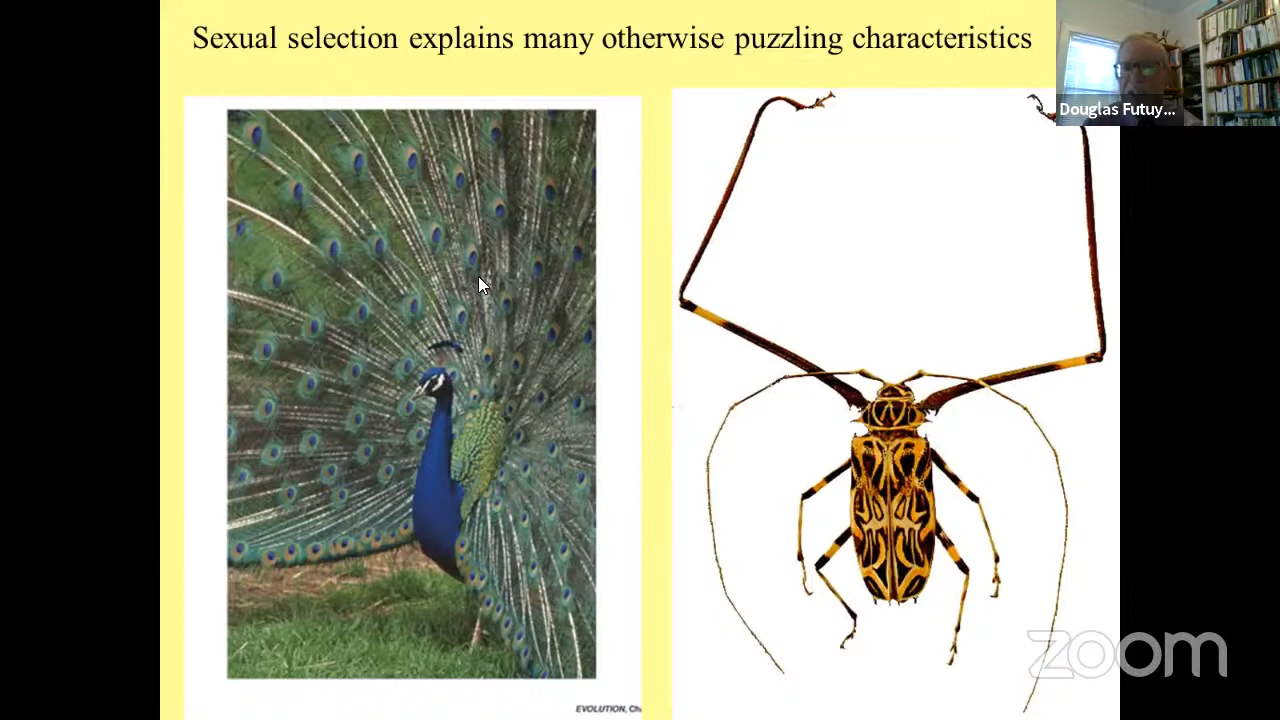 Sexual selection explains many otherwise puzzling characteristics
Douglas Futuy...
EVOLUTION, Ch
zoom